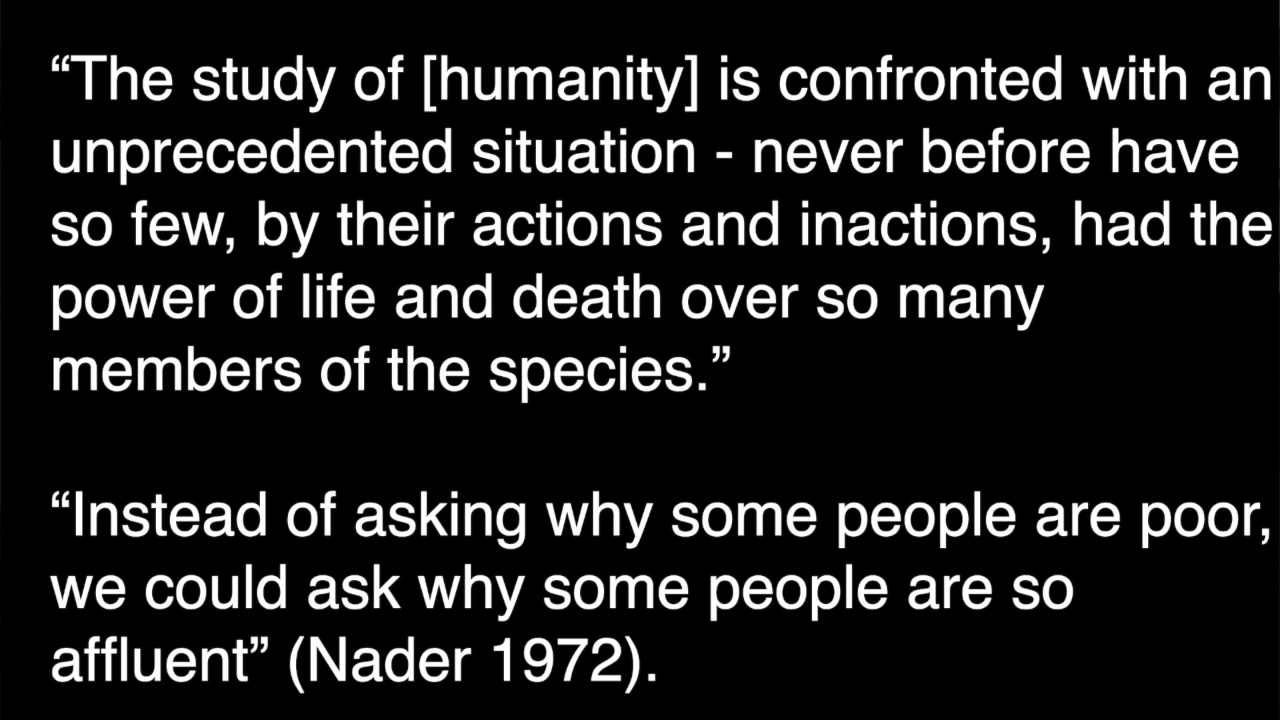 “The study of [humanity] is confronted with an
unprecedented situation - never before have
so few, by their actions and inactions, had the
power of life and death over so many
members of the species.”
“Instead of asking why some people are poor,
we could ask why some people are so
affluent” (Nader 1972).